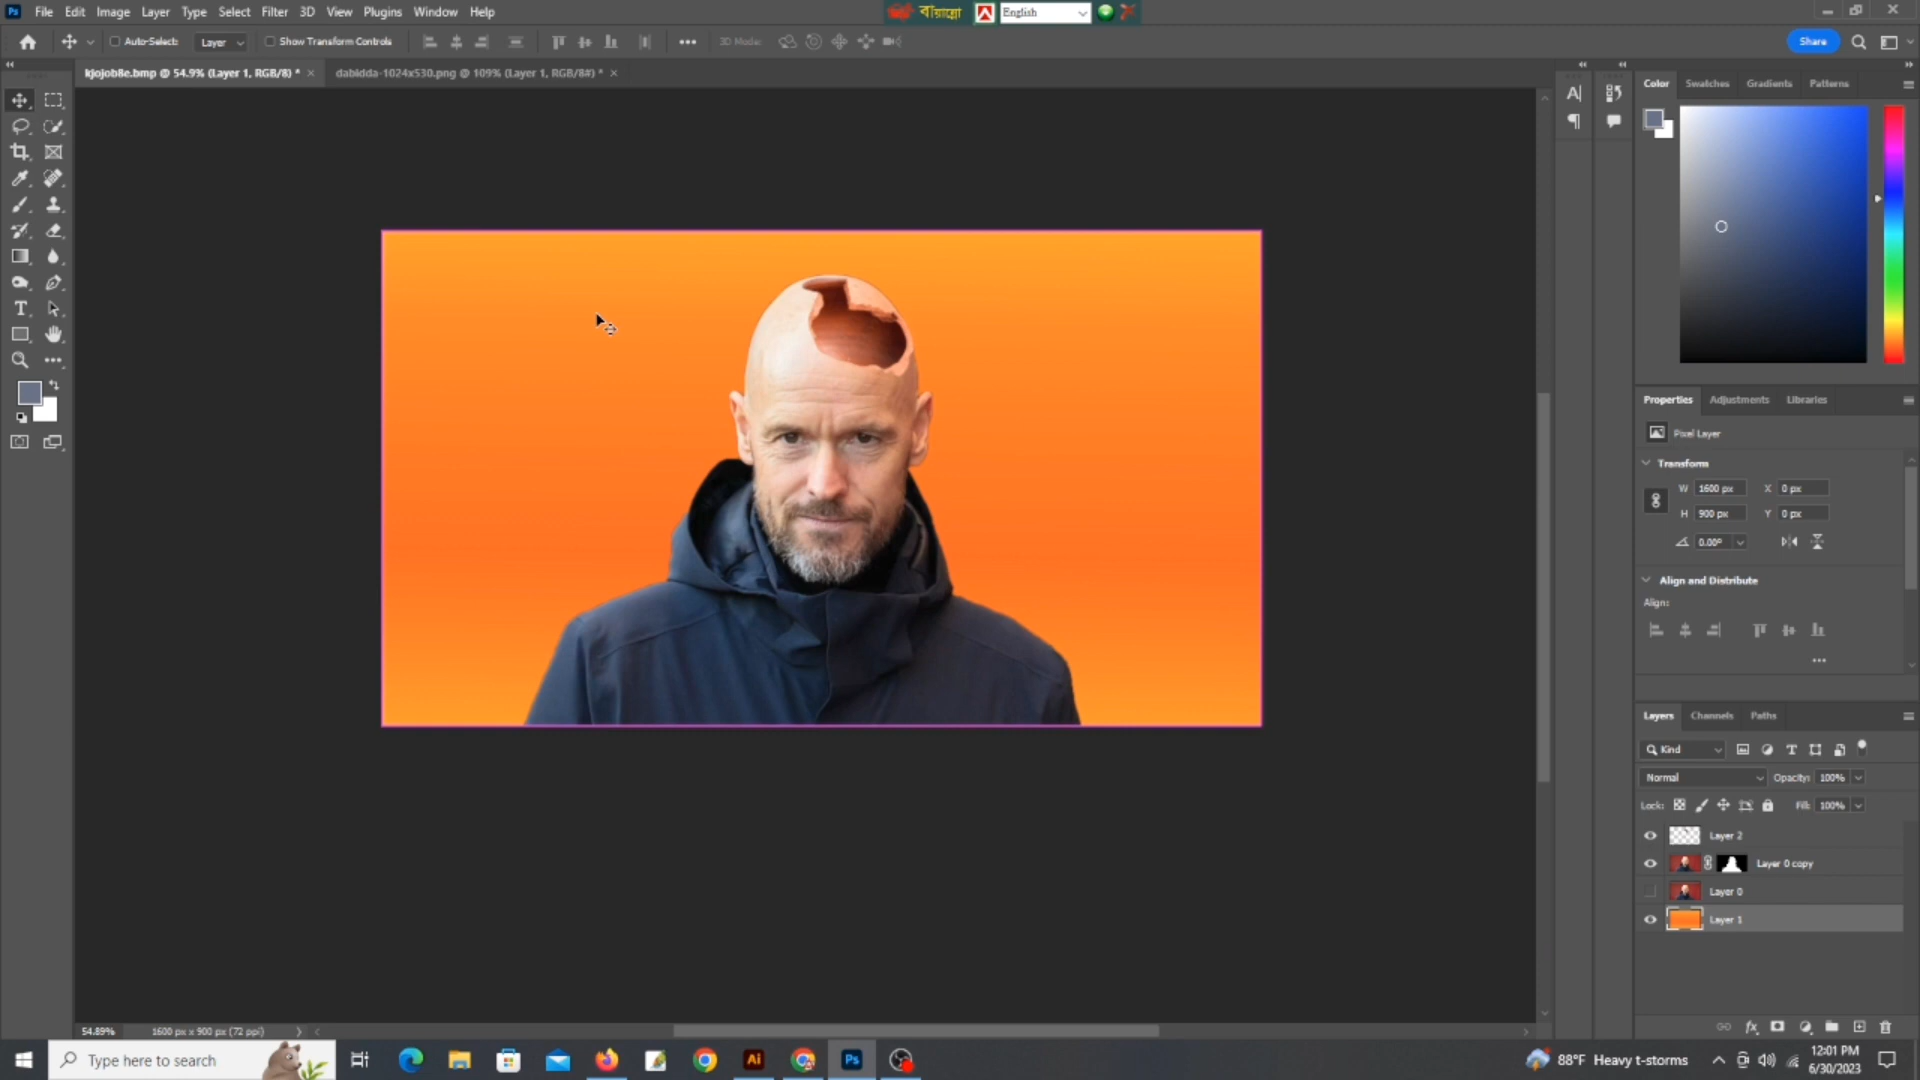 Ps File Edit Image Layer Type Select Filter 3D View Plugins Window Help
বায়ান্নো English
Auto-Select: Layer Show Transform Controls 3D Mode: Share
kjojob8e.bmp @ 54.9% (Layer 1, RGB/8) * × dabidda-1024x530.png @ 109% (Layer 1, RGB/8#) * ×
Color Swatches Gradients Patterns
Properties Adjustments Libraries
Pixel Layer
Transform
W 1600 px X 0 px
H 900 px Y 0 px
0.00°
Align and Distribute
Align:
Layers Channels Paths
Kind
Normal Opacity: 100%
Lock: Fill: 100%
Layer 2
Layer 0 copy
Layer 0
Layer 1
54.89% 1600 px x 900 px (72 ppi)
Type here to search
Ai Ps
88°F Heavy t-storms
12:01 PM
6/30/2023